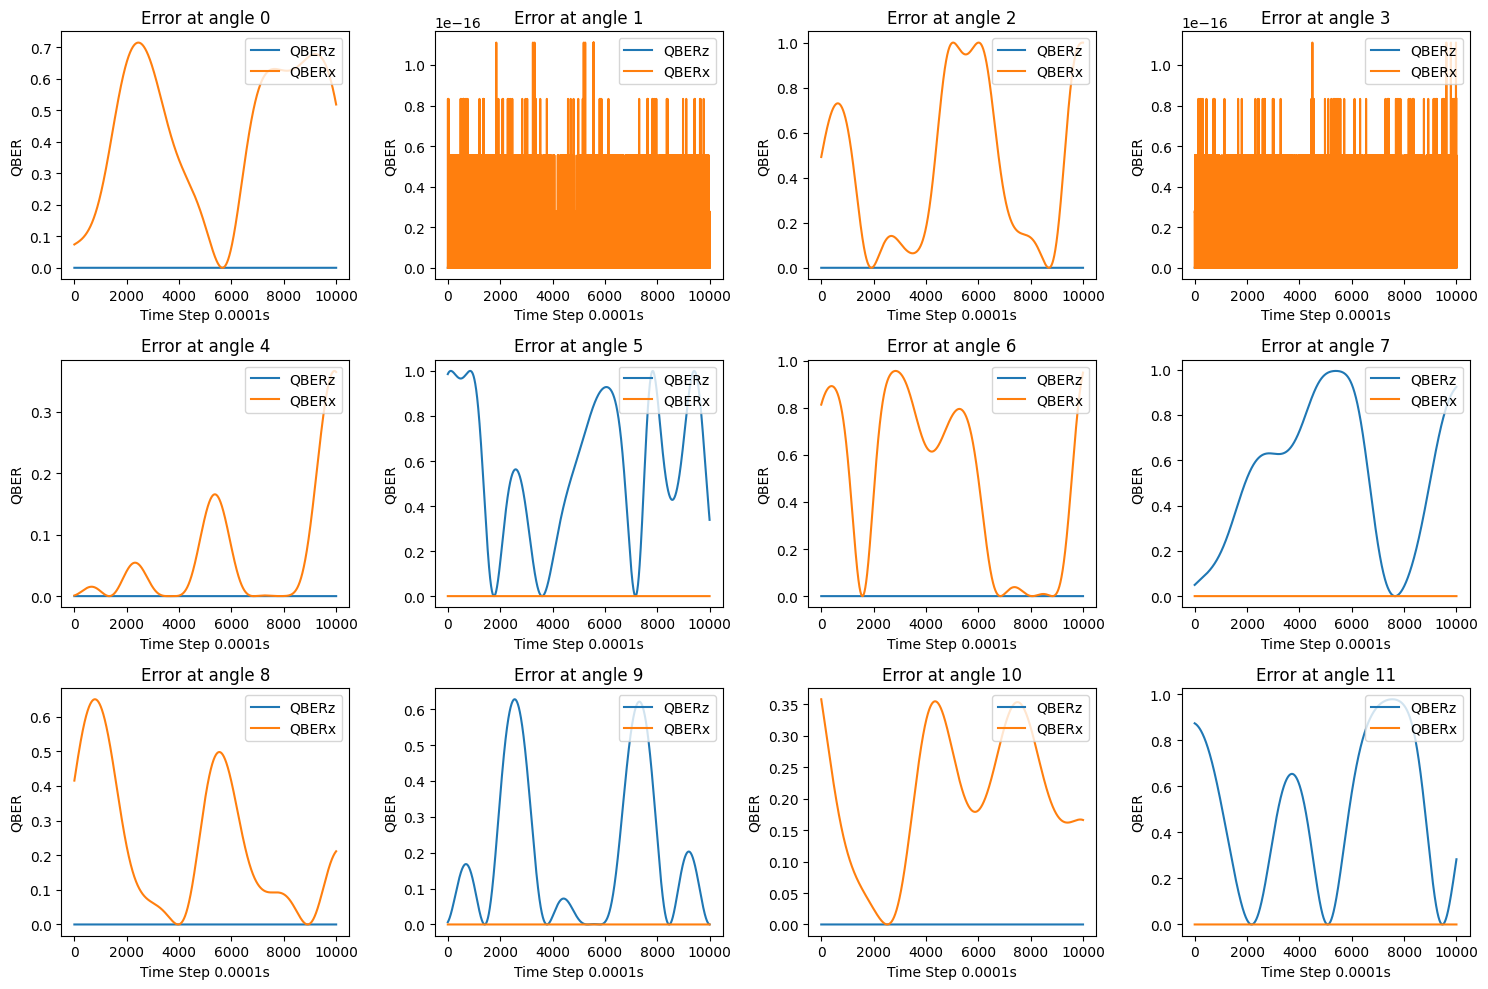 Error at angle 0
QBER
0.7
0.6
0.5
0.4
0.3
0.2
0.1
0.0
QBERz
QBERx
0 2000 4000 6000 8000 10000
Time Step 0.0001s
Error at angle 1
1e−16
QBER
1.0
0.8
0.6
0.4
0.2
0.0
QBERz
QBERx
0 2000 4000 6000 8000 10000
Time Step 0.0001s
Error at angle 2
QBER
1.0
0.8
0.6
0.4
0.2
0.0
QBERz
QBERx
0 2000 4000 6000 8000 10000
Time Step 0.0001s
Error at angle 3
1e−16
QBER
1.0
0.8
0.6
0.4
0.2
0.0
QBERz
QBERx
0 2000 4000 6000 8000 10000
Time Step 0.0001s
Error at angle 4
QBER
0.3
0.2
0.1
0.0
QBERz
QBERx
0 2000 4000 6000 8000 10000
Time Step 0.0001s
Error at angle 5
QBER
1.0
0.8
0.6
0.4
0.2
0.0
QBERz
QBERx
0 2000 4000 6000 8000 10000
Time Step 0.0001s
Error at angle 6
QBER
1.0
0.8
0.6
0.4
0.2
0.0
QBERz
QBERx
0 2000 4000 6000 8000 10000
Time Step 0.0001s
Error at angle 7
QBER
1.0
0.8
0.6
0.4
0.2
0.0
QBERz
QBERx
0 2000 4000 6000 8000 10000
Time Step 0.0001s
Error at angle 8
QBER
0.6
0.5
0.4
0.3
0.2
0.1
0.0
QBERz
QBERx
0 2000 4000 6000 8000 10000
Time Step 0.0001s
Error at angle 9
QBER
0.6
0.5
0.4
0.3
0.2
0.1
0.0
QBERz
QBERx
0 2000 4000 6000 8000 10000
Time Step 0.0001s
Error at angle 10
QBER
0.35
0.30
0.25
0.20
0.15
0.10
0.05
0.00
QBERz
QBERx
0 2000 4000 6000 8000 10000
Time Step 0.0001s
Error at angle 11
QBER
1.0
0.8
0.6
0.4
0.2
0.0
QBERz
QBERx
0 2000 4000 6000 8000 10000
Time Step 0.0001s